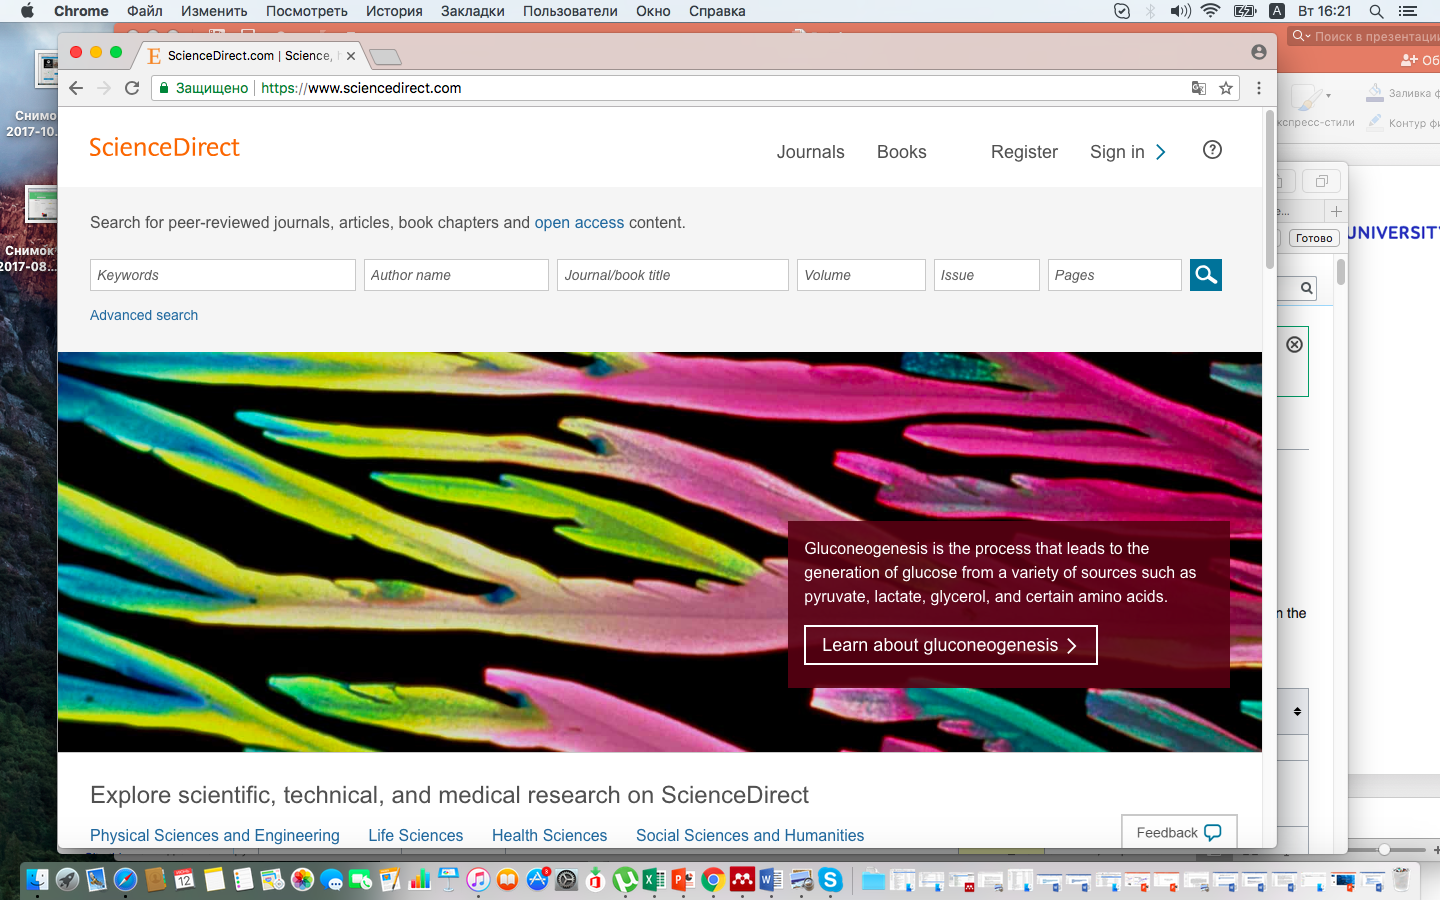 Chrome Файл Изменить Посмотреть История Закладки Пользователи Окно Справка A Вт 16:21
ScienceDirect.com | Science,
Поиск в презентации
Защищено https://www.sciencedirect.com
Заливка
кспресс-стили
Контур
Снимо
2017-10...
Снимок
2017-08...
ScienceDirect
Journals Books Register Sign in
Search for peer-reviewed journals, articles, book chapters and open access content.
Keywords Author name Journal/book title Volume Issue Pages
Advanced search
Готово
UNIVERSITY
Gluconeogenesis is the process that leads to the
generation of glucose from a variety of sources such as
pyruvate, lactate, glycerol, and certain amino acids.
Learn about gluconeogenesis
n the
Explore scientific, technical, and medical research on ScienceDirect
Physical Sciences and Engineering Life Sciences Health Sciences Social Sciences and Humanities
Feedback